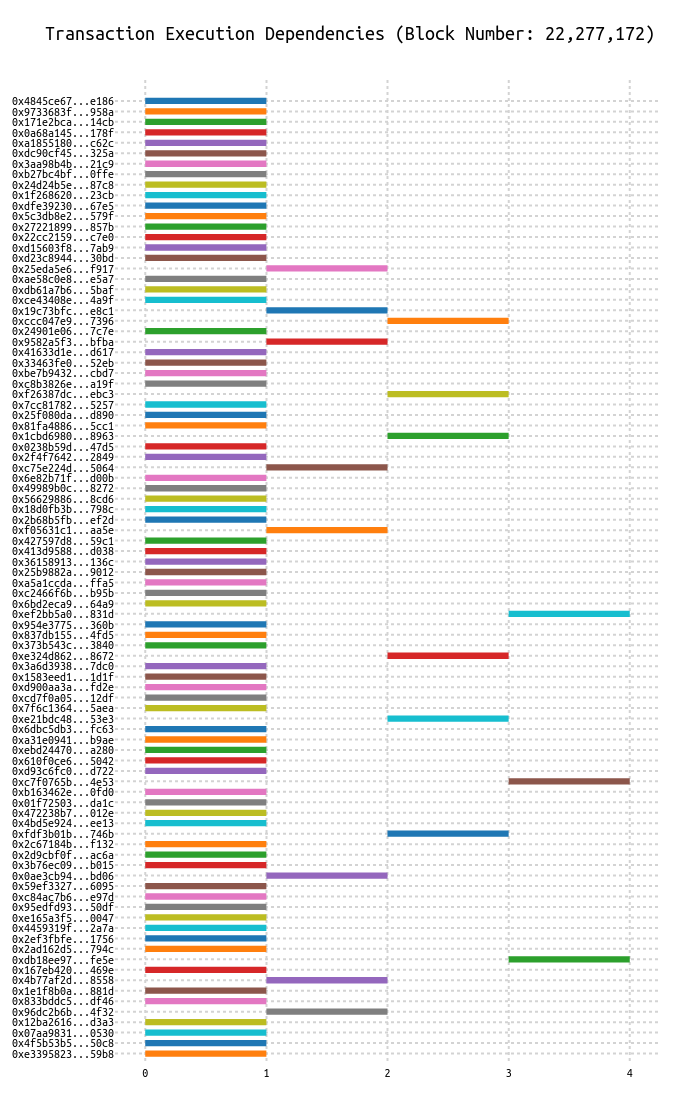 Transaction Execution Dependencies (Block Number: 22,277,172)
0x4845ce67...e186
0x9733683f...958a
0x171e2bca...14cb
0x0a68a145...178f
0xa1855180...c62c
0xdc90cf45...325a
0x3aa98b4b...21c9
0xb27bc4bf...0ffe
0x24d24b5e...87c8
0x1f268620...23cb
0xdfe39230...67e5
0x5c3db8e2...579f
0x27221899...857b
0x22cc2159...c7e0
0xd15603f8...7ab9
0xd23c8944...30bd
0x25eda5e6...f917
0xae58c0e8...e5a7
0xdb61a7b6...5baf
0xce43408e...4a9f
0x19c73bfc...e8c1
0xccc047e9...7396
0x24901e06...7c7e
0x9582a5f3...bfba
0x41633d1e...d617
0x33463fe0...52eb
0xbe7b9432...cbd7
0xc8b3826e...a19f
0xf26387dc...ebc3
0x7cc81782...5257
0x25f080da...d890
0x81fa4886...5cc1
0x1cbd6980...8963
0x0238b59d...47d5
0x2f4f7642...2849
0xc75e224d...5064
0x6e82b71f...d00b
0x49989b0c...8272
0x56629886...8cd6
0x18d0fb3b...798c
0x2b68b5fb...ef2d
0xf05631c1...aa5e
0x427597d8...59c1
0x413d9588...d038
0x36158913...136c
0x25b9882a...9012
0xa5a1ccda...ffa5
0xc2466f6b...b95b
0x6bd2eca9...64a9
0xef2bb5a0...831d
0x954e3775...360b
0x837db155...4fd5
0x373b543c...3840
0xe324d862...8672
0x3a6d3938...7dc0
0x1583eed1...1d1f
0xd900aa3a...fd2e
0xcd7f0a05...12df
0x7f6c1364...5aea
0xe21bdc48...53e3
0x6dbc5db3...fc63
0xa31e0941...b9ae
0xebd24470...a280
0x610f0ce6...5042
0xd93c6fc0...d722
0xc7f0765b...4e53
0xb163462e...0fd0
0x01f72503...da1c
0x472238b7...012e
0x4bd5e924...ee13
0xfdf3b01b...746b
0x2c67184b...f132
0x2d9cbf0f...ac6a
0x3b76ec09...b015
0x0ae3cb94...bd06
0x59ef3327...6095
0xc84ac7b6...e97d
0x95edfd93...50df
0xe165a3f5...0047
0x4459319f...2a7a
0x2ef3fbfe...1756
0x2ad162d5...794c
0xdb18ee97...fe5e
0x167eb420...469e
0x4b77af2d...8558
0x1e1f8b0a...881d
0x833bddc5...df46
0x96dc2b6b...4f32
0x12ba2616...d3a3
0x07aa9831...0530
0x4f5b53b5...50c8
0xe3395823...59b8
0 1 2 3 4